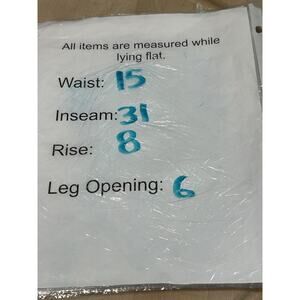 All items are measured while
lying flat.
Waist: 15
Inseam: 31
Rise: 8
Leg Opening: 6